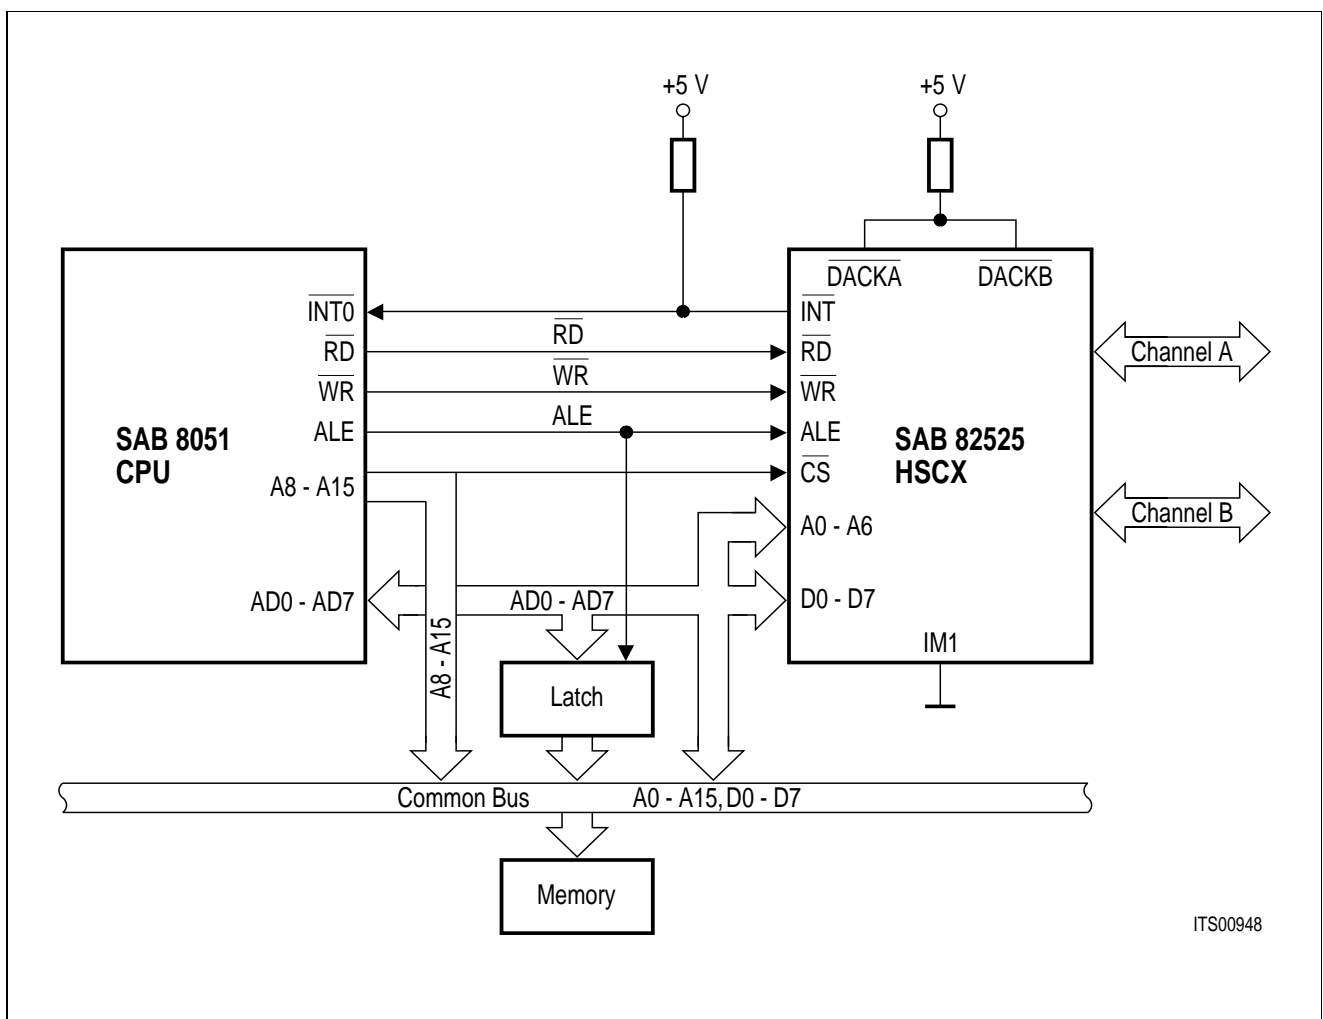 +5 V
+5 V
DACKA
DACKB
INT0
INT
RD
RD
RD
Channel A
WR
WR
WR
ALE
ALE
ALE
SAB 8051
CPU
SAB 82525
HSCX
A8 - A15
CS
Channel B
A0 - A6
AD0 - AD7
AD0 - AD7
D0 - D7
A8 - A15
IM1
Latch
Common Bus
A0 - A15, D0 - D7
Memory
ITS00948